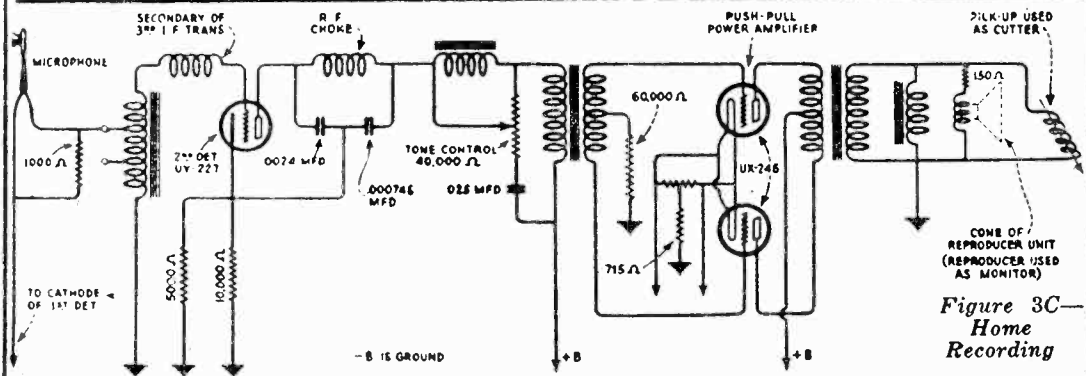 SECONDARY OF
3RD I F TRANS
R F
CHOKE
PUSH-PULL
POWER AMPLIFIER
PICK-UP USED
AS CUTTER
MICROPHONE
60,000 Ω
150 Ω
1000 Ω
2ND DET
UY-227
.0024 MFD
.000745
MFD
TONE CONTROL
40,000 Ω
.025 MFD
UX-245
715 Ω
CONE OF
REPRODUCER UNIT
(REPRODUCER USED
AS MONITOR)
TO CATHODE
OF 1ST DET
5000 Ω
10,000 Ω
-B IS GROUND
+B
+B
Figure 3C—
Home
Recording